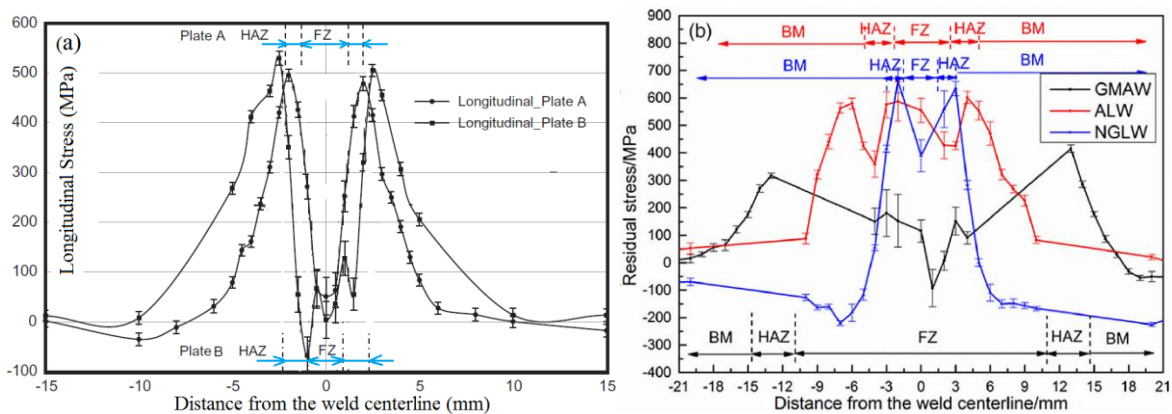 (a)
Plate A HAZ FZ
Longitudinal_Plate A
Longitudinal_Plate B
Plate B HAZ FZ
Longitudinal Stress (MPa)
600
500
400
300
200
100
0
-100
-15 -10 -5 0 5 10 15
Distance from the weld centerline (mm)
(b)
BM HAZ FZ HAZ BM
BM HAZ FZ HAZ BM
GMAW
ALW
NGLW
BM HAZ FZ HAZ BM
Residual stress/MPa
900
800
700
600
500
400
300
200
100
0
-100
-200
-300
-400
-21 -18 -15 -12 -9 -6 -3 0 3 6 9 12 15 18 21
Distance from the weld centerline/mm